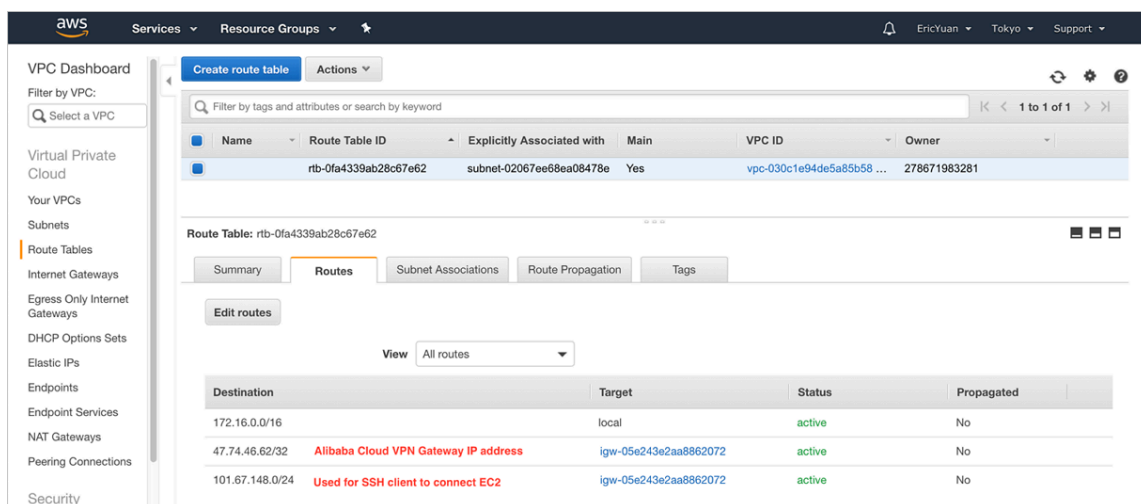 aws Services Resource Groups EricYuan Tokyo Support
VPC Dashboard
Filter by VPC:
Select a VPC
Virtual Private
Cloud
Your VPCs
Subnets
Route Tables
Internet Gateways
Egress Only Internet
Gateways
DHCP Options Sets
Elastic IPs
Endpoints
Endpoint Services
NAT Gateways
Peering Connections
Security
Create route table Actions
Filter by tags and attributes or search by keyword 1 to 1 of 1
Name Route Table ID Explicitly Associated with Main VPC ID Owner
rtb-0fa4339ab28c67e62 subnet-02067ee68ea08478e Yes vpc-030c1e94de5a85b58 ... 278671983281
Route Table: rtb-0fa4339ab28c67e62
Summary Routes Subnet Associations Route Propagation Tags
Edit routes
View All routes
Destination Target Status Propagated
172.16.0.0/16 local active No
47.74.46.62/32 Alibaba Cloud VPN Gateway IP address igw-05e243e2aa8862072 active No
101.67.148.0/24 Used for SSH client to connect EC2 igw-05e243e2aa8862072 active No